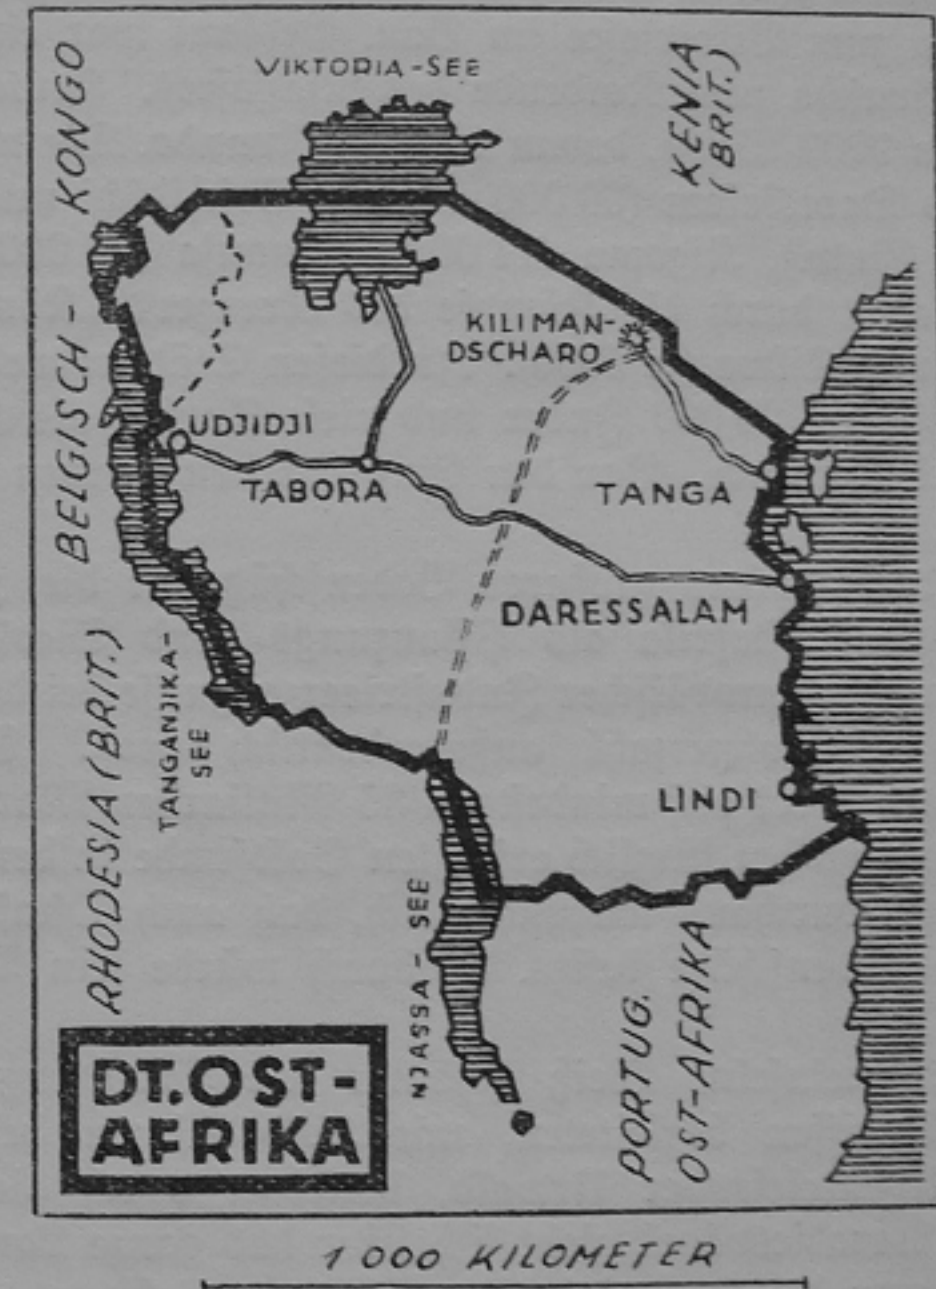 VIKTORIA-SEE
BELGISCH - KONGO
KENIA
(BRIT.)
KILIMAN-
DSCHARO
UDJIDJI
TABORA
TANGA
DARESSALAM
RHODESIA (BRIT.)
TANGANJIKA-
SEE
LINDI
NJASSA - SEE
PORTUG.
OST-AFRIKA
DT.OST-
AFRIKA
1 000 KILOMETER